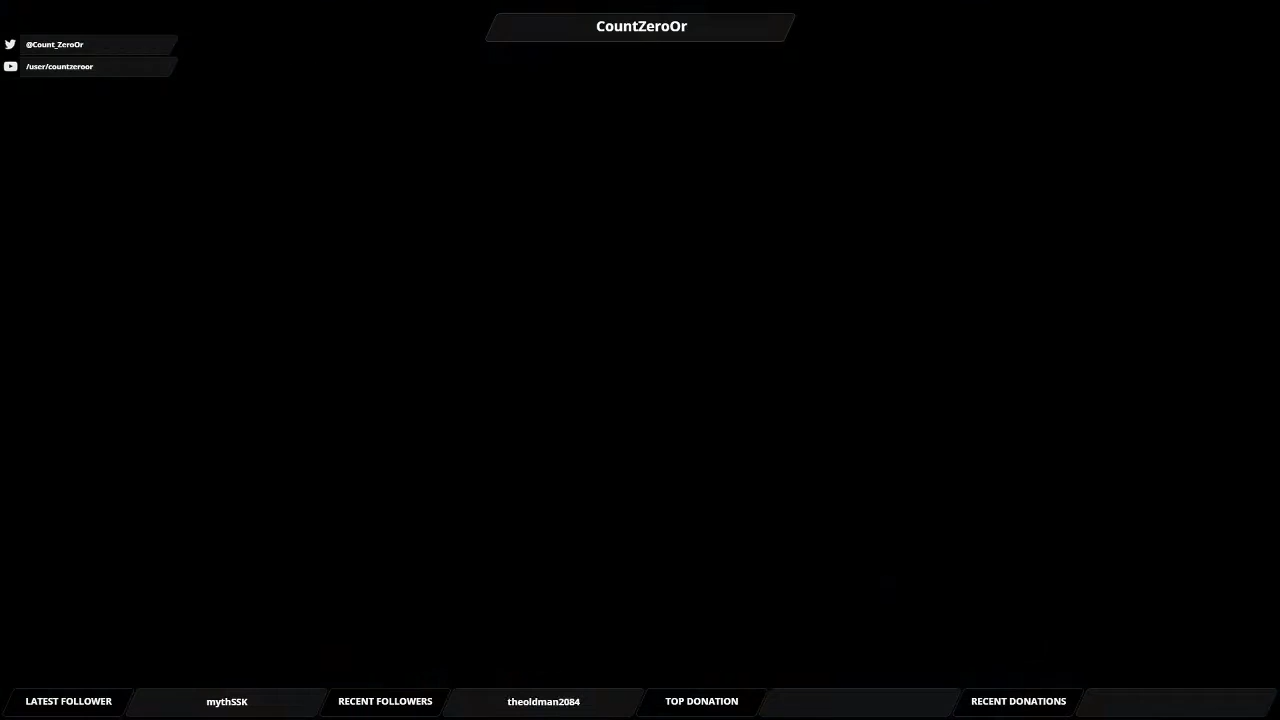 CountZeroOr
@Count_ZeroOr
/user/countzeroor
LATEST FOLLOWER mythSSK RECENT FOLLOWERS theoldman2084 TOP DONATION RECENT DONATIONS